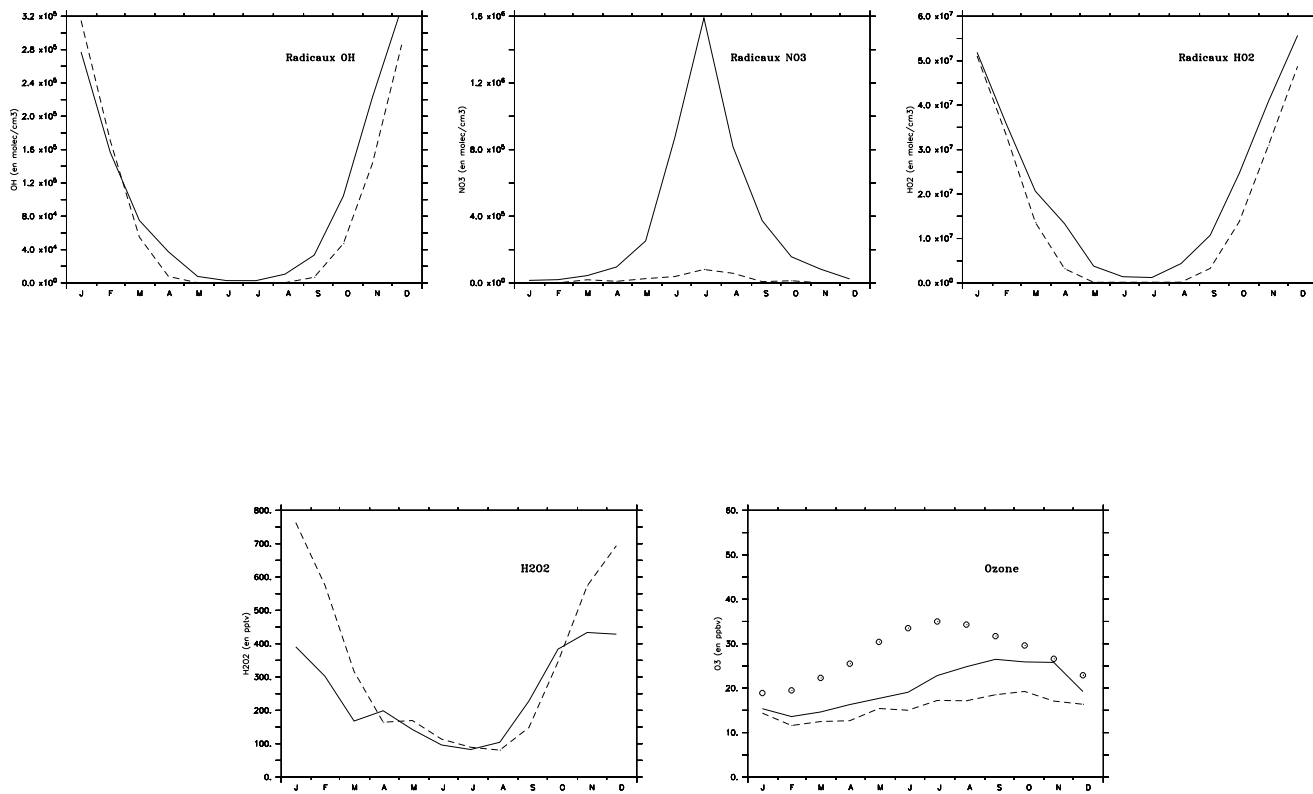 3.2 x10⁵
2.8 x10⁵
2.4 x10⁵
2.0 x10⁵
1.6 x10⁵
1.2 x10⁵
8.0 x10⁴
4.0 x10⁴
0.0 x10⁰
OH (en molec/cm3)
Radicaux OH
J F M A M J J A S O N D
1.6 x10⁶
1.2 x10⁶
8.0 x10⁵
4.0 x10⁵
0.0 x10⁰
NO3 (en molec/cm3)
Radicaux NO3
J F M A M J J A S O N D
6.0 x10⁷
5.0 x10⁷
4.0 x10⁷
3.0 x10⁷
2.0 x10⁷
1.0 x10⁷
0.0 x10⁰
HO2 (en molec/cm3)
Radicaux HO2
J F M A M J J A S O N D
800.
700.
600.
500.
400.
300.
200.
100.
0.
H2O2 (en pptv)
H2O2
J F M A M J J A S O N D
60.
50.
40.
30.
20.
10.
0.
O3 (en ppbv)
Ozone
J F M A M J J A S O N D